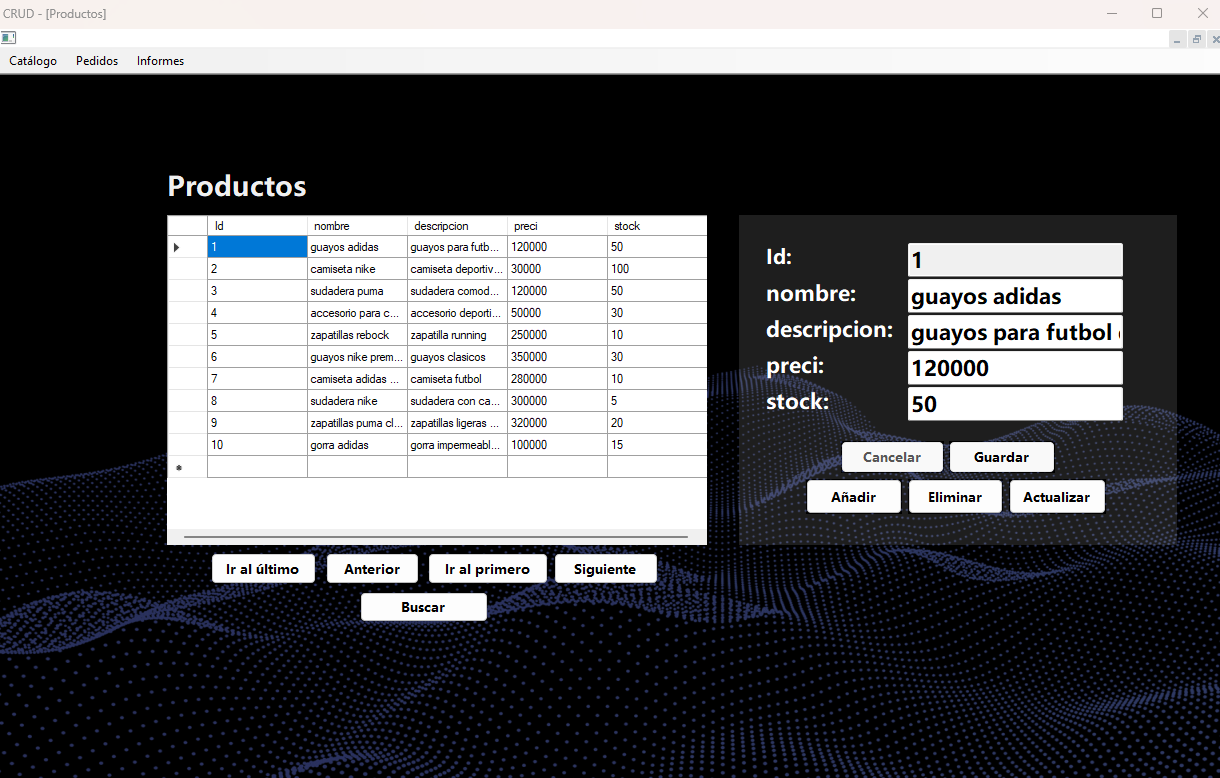 CRUD - [Productos]
Catálogo Pedidos Informes
Productos
Id nombre descripcion preci stock
1 guayos adidas guayos para futb... 120000 50
2 camiseta nike camiseta deportiv... 30000 100
3 sudadera puma sudadera comod... 120000 50
4 accesorio para c... accesorio deporti... 50000 30
5 zapatillas rebock zapatilla running 250000 10
6 guayos nike prem... guayos clasicos 350000 30
7 camiseta adidas ... camiseta futbol 280000 10
8 sudadera nike sudadera con ca... 300000 5
9 zapatillas puma cl... zapatillas ligeras ... 320000 20
10 gorra adidas gorra impermeabl... 100000 15
Ir al último Anterior Ir al primero Siguiente
Buscar
Id: 1
nombre: guayos adidas
descripcion: guayos para futbol
preci: 120000
stock: 50
Cancelar Guardar
Añadir Eliminar Actualizar